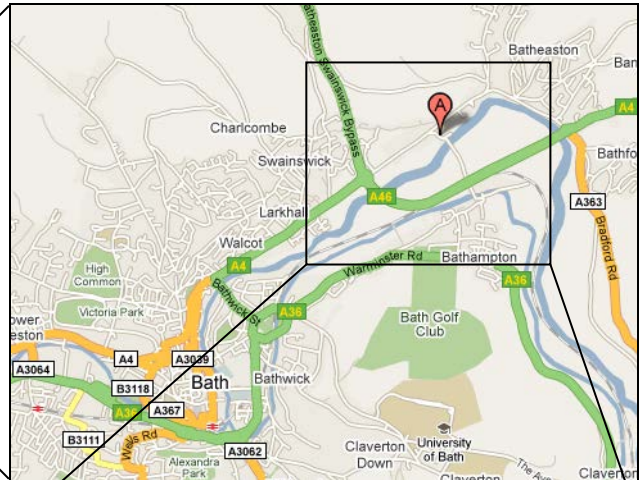 Batheaston Swainswick Bypass
Batheaston
Ban
A4
Charlcombe
Swainswick
Bathfo
A46
A363
Larkhall
Bradford Rd
Walcot
Warminster Rd
Bathampton
A4
High
Common
A36
Bathwick St
A36
Victoria Park
Bath Golf
Club
ower
eston
A4
A3039
A3064
B3118
Bath
Bathwick
A36
A367
B3111
Wells Rd
A3062
University
of Bath
Claverton
Down
Alexandra
Park
The Ave
Claverton
Claverton
A